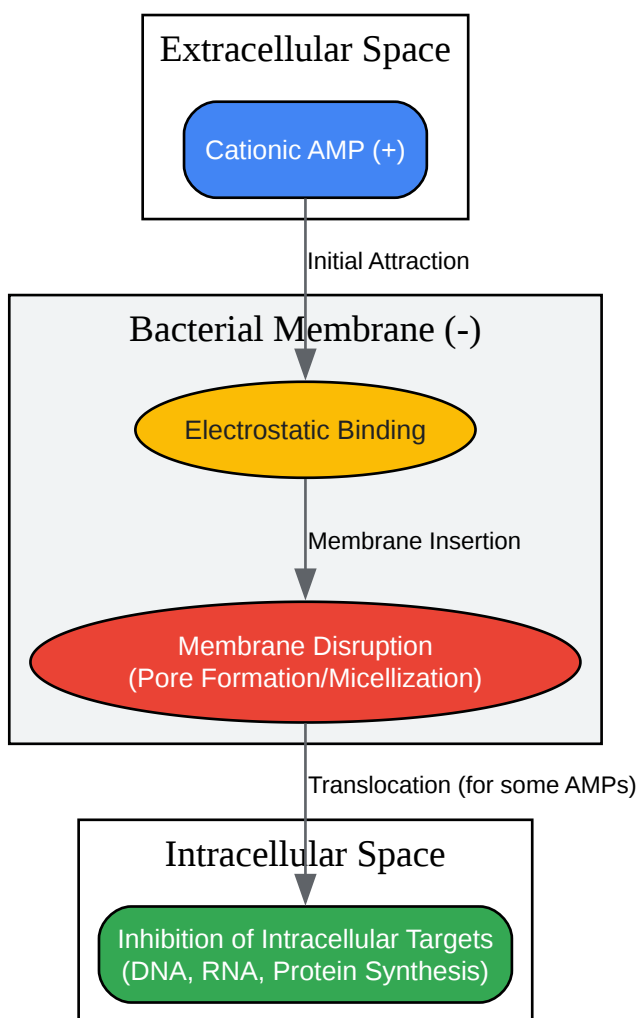 Extracellular Space
Cationic AMP (+)
Initial Attraction
Bacterial Membrane (-)
Electrostatic Binding
Membrane Insertion
Membrane Disruption
(Pore Formation/Micellization)
Translocation (for some AMPs)
Intracellular Space
Inhibition of Intracellular Targets
(DNA, RNA, Protein Synthesis)